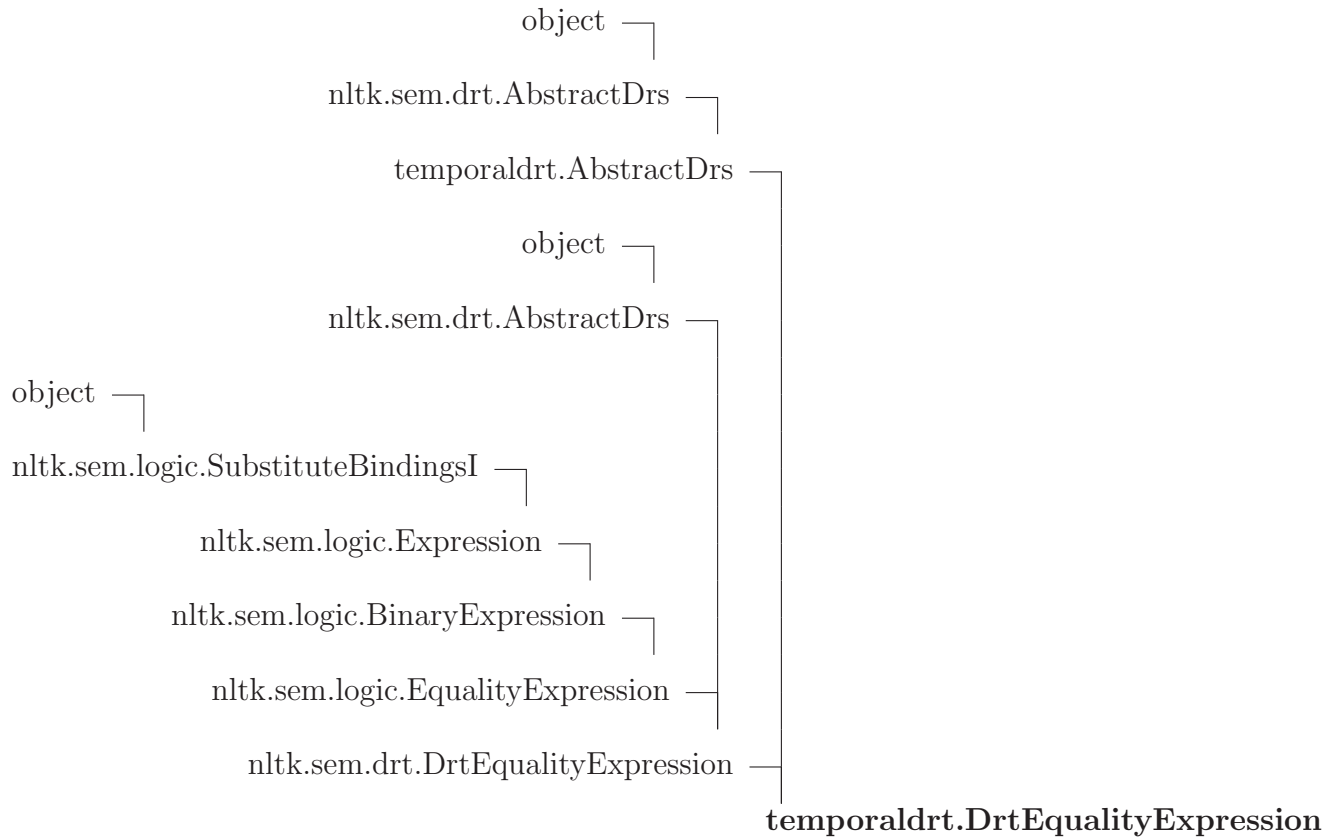 object
nltk.sem.drt.AbstractDrs
temporaldrt.AbstractDrs
object
nltk.sem.drt.AbstractDrs
object
nltk.sem.logic.SubstituteBindingsI
nltk.sem.logic.Expression
nltk.sem.logic.BinaryExpression
nltk.sem.logic.EqualityExpression
nltk.sem.drt.DrtEqualityExpression
temporaldrt.DrtEqualityExpression